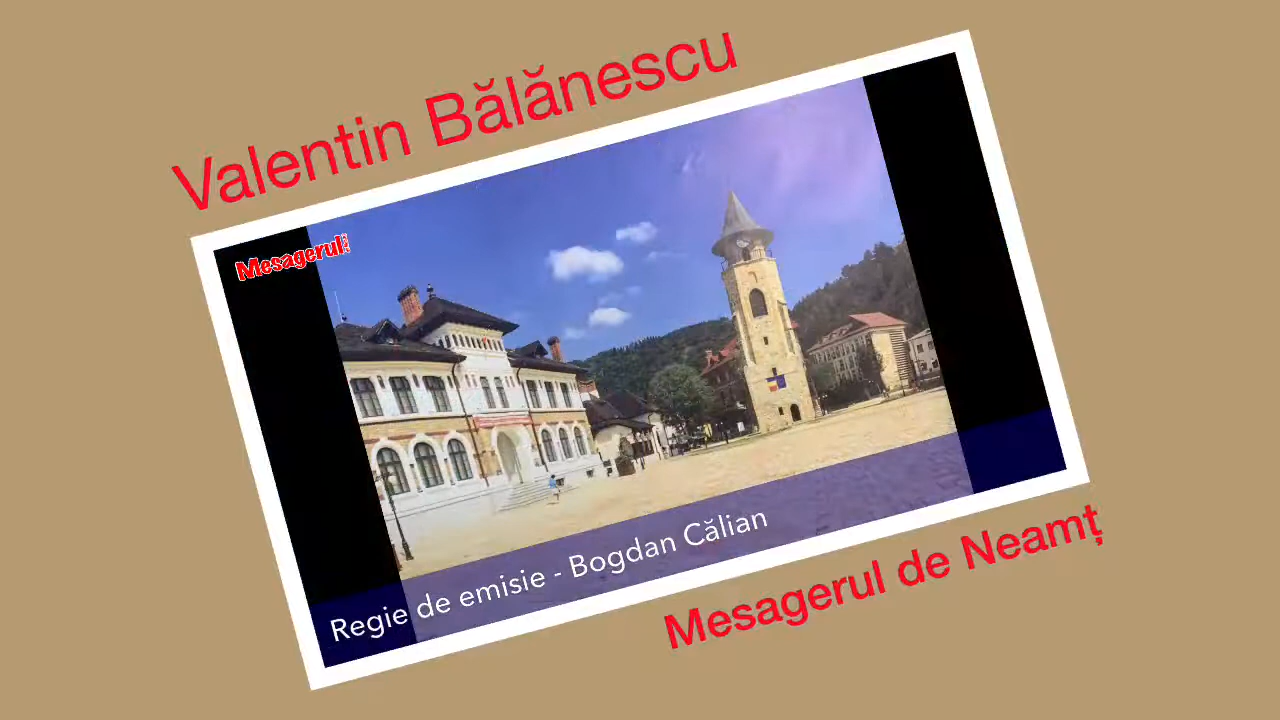 Valentin Bălănescu
Mesagerul
Regie de emisie - Bogdan Călian
Mesagerul de Neamț